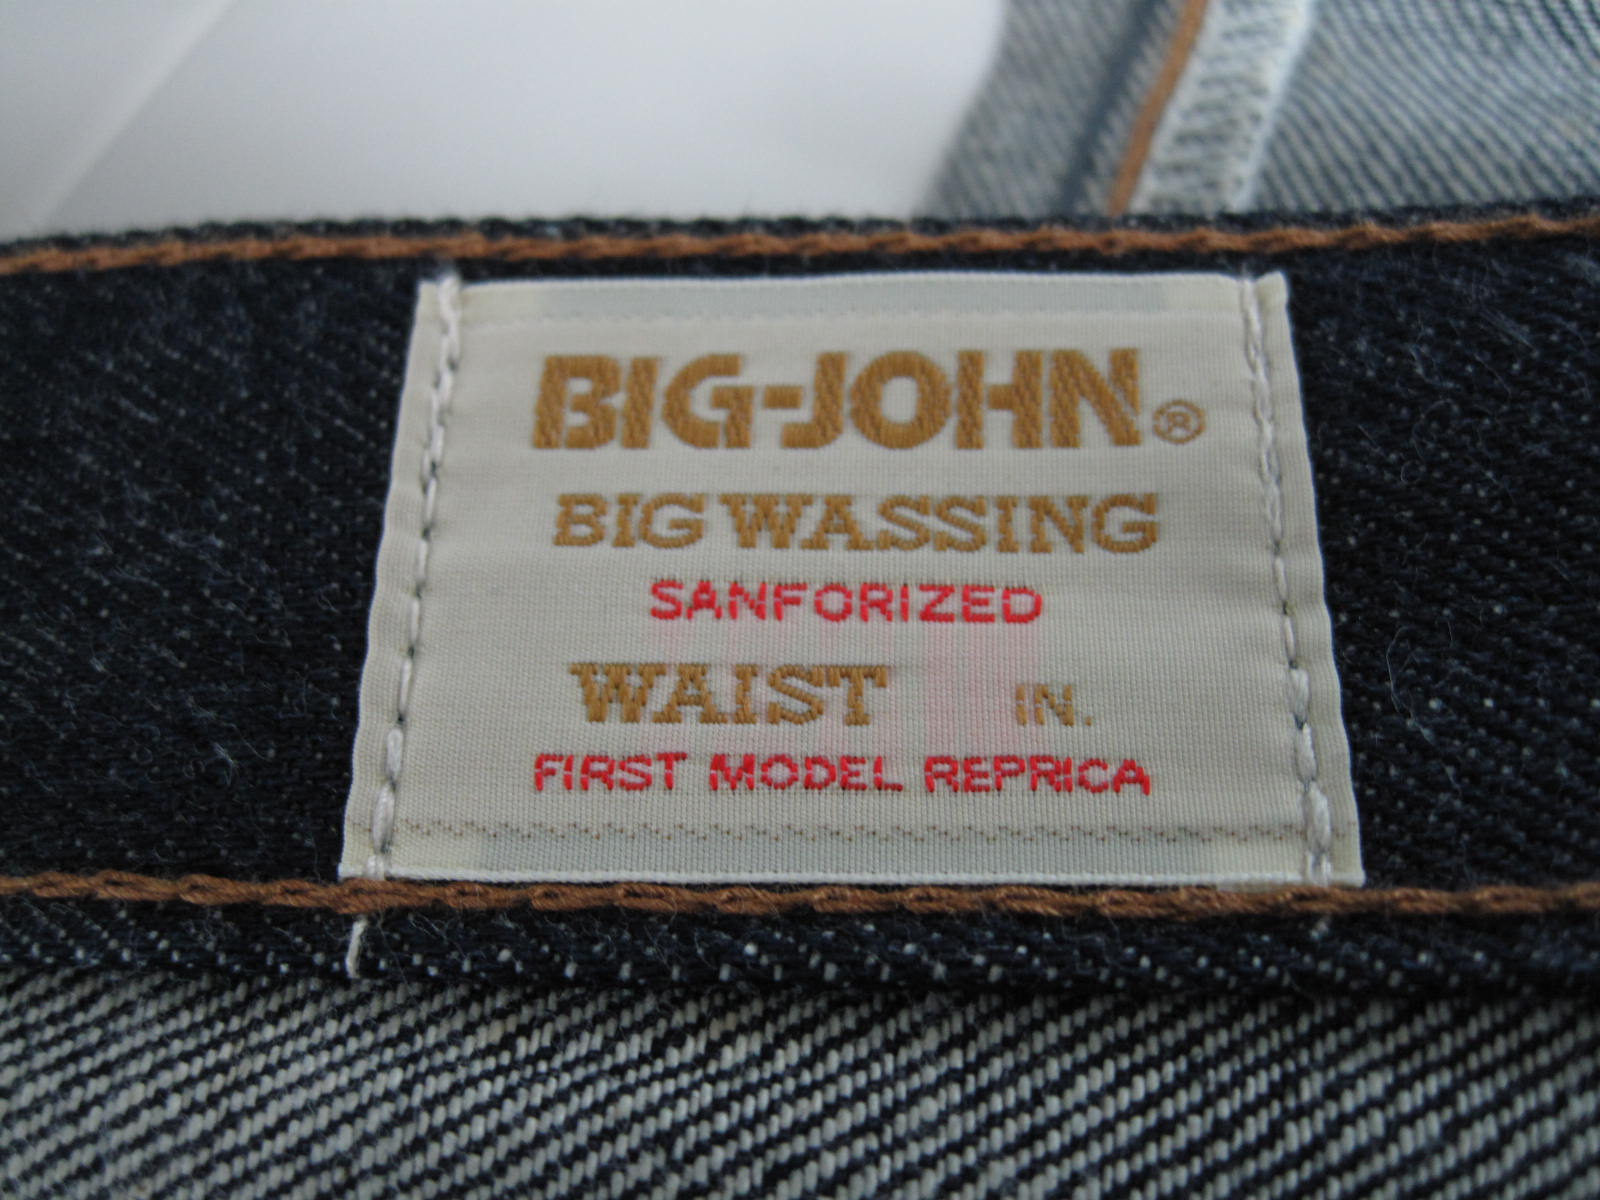 BIG-JOHN®
BIG WASSING
SANFORIZED
WAIST IN.
FIRST MODEL REPRICA